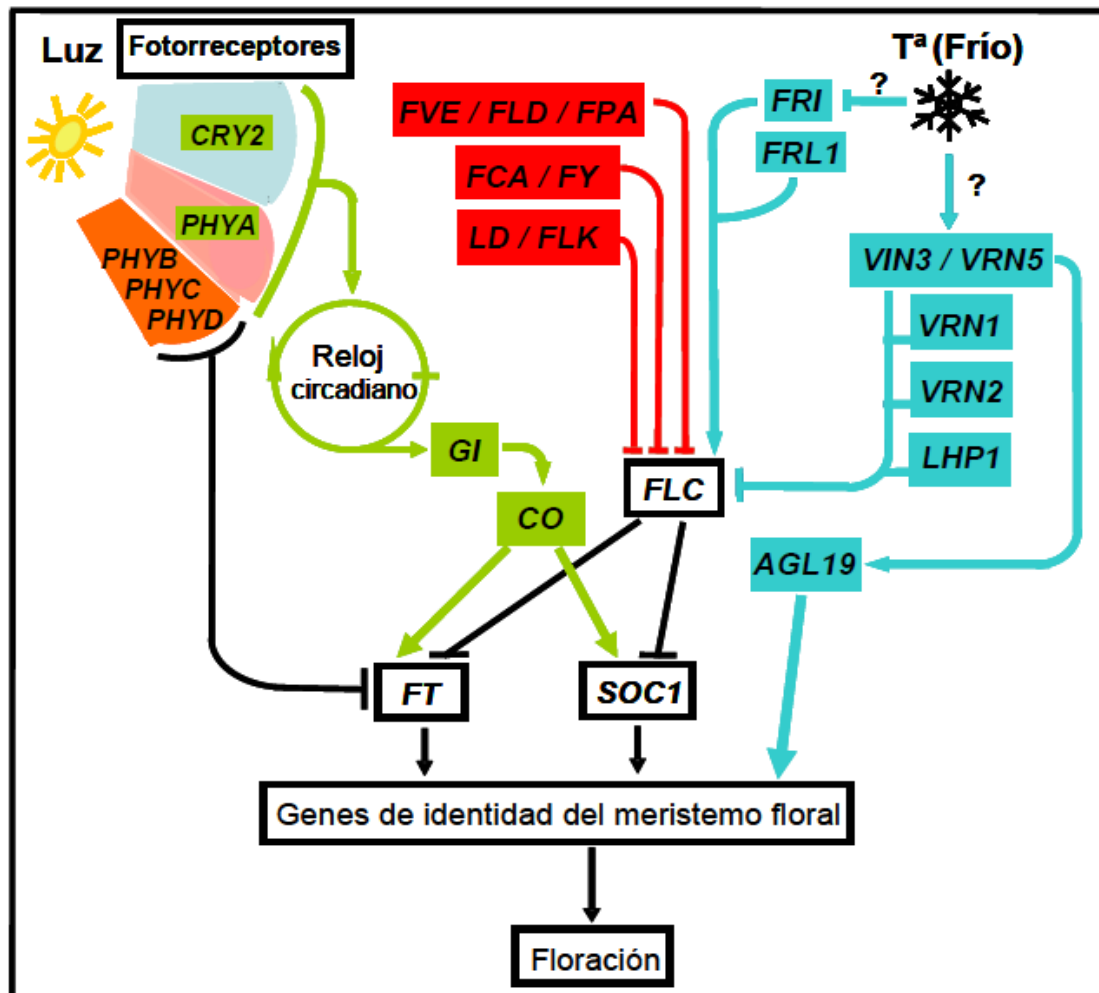 Luz
Fotorreceptores
Tª (Frío)
CRY2
PHYA
PHYB
PHYC
PHYD
FVE / FLD / FPA
FCA / FY
LD / FLK
FRI
?
FRL1
?
VIN3 / VRN5
VRN1
VRN2
LHP1
Reloj
circadiano
GI
CO
FLC
AGL19
FT
SOC1
Genes de identidad del meristemo floral
Floración